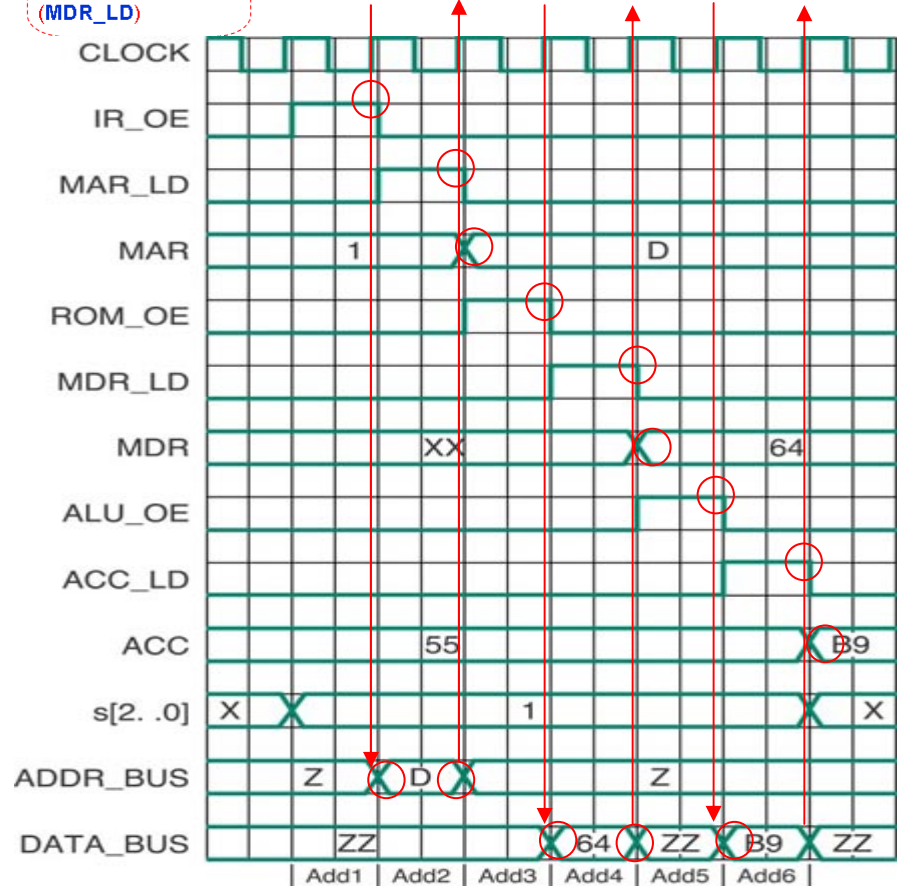 (MDR_LD)
CLOCK
IR_OE
MAR_LD
MAR 1 D
ROM_OE
MDR_LD
MDR XX 64
ALU_OE
ACC_LD
ACC 55 B9
s[2. .0] X 1 X
ADDR_BUS Z D Z
DATA_BUS ZZ 64 ZZ B9 ZZ
Add1 Add2 Add3 Add4 Add5 Add6